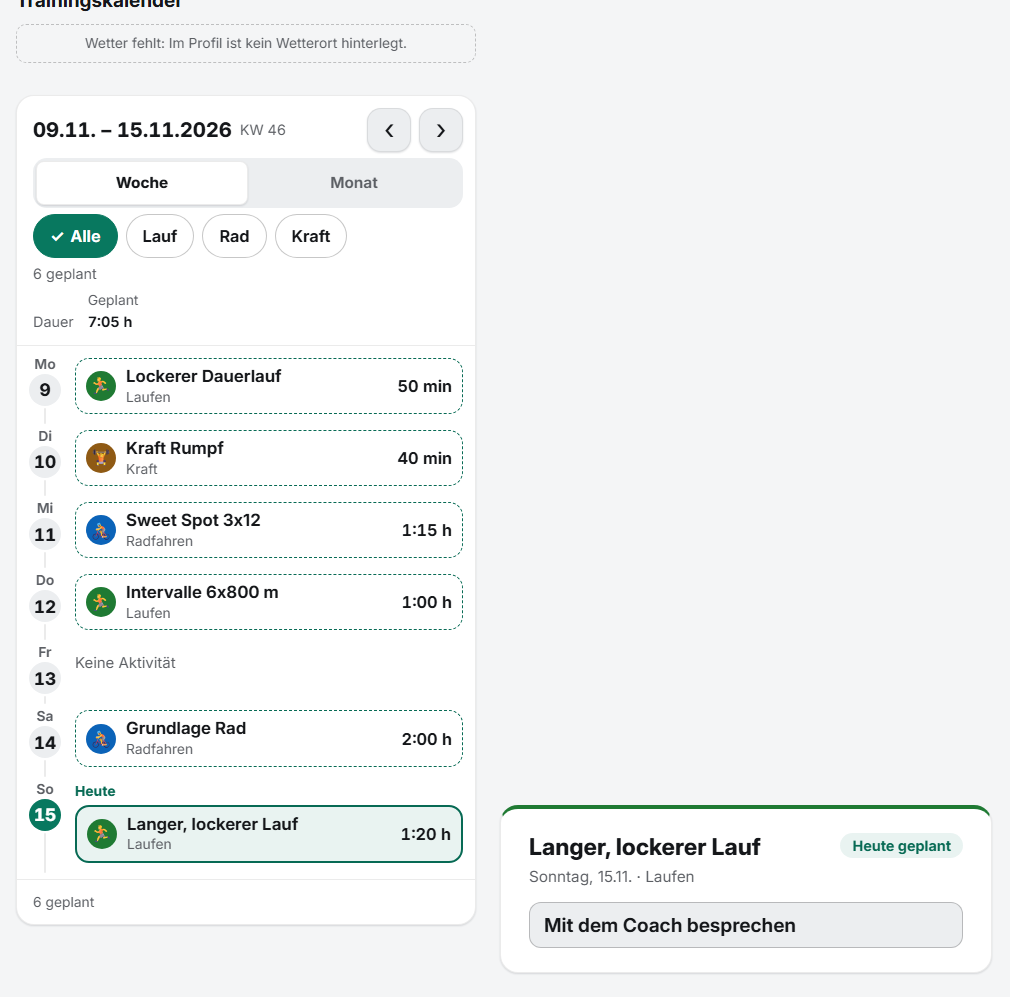 Trainingskalender
Wetter fehlt: Im Profil ist kein Wetterort hinterlegt.
09.11. – 15.11.2026 KW 46
‹ ›
Woche Monat
✓ Alle Lauf Rad Kraft
6 geplant
Geplant
Dauer 7:05 h
Mo
9
Lockerer Dauerlauf
Laufen
50 min
Di
10
Kraft Rumpf
Kraft
40 min
Mi
11
Sweet Spot 3x12
Radfahren
1:15 h
Do
12
Intervalle 6x800 m
Laufen
1:00 h
Fr
13
Keine Aktivität
Sa
14
Grundlage Rad
Radfahren
2:00 h
So
15
Heute
Langer, lockerer Lauf
Laufen
1:20 h
6 geplant
Langer, lockerer Lauf
Heute geplant
Sonntag, 15.11. · Laufen
Mit dem Coach besprechen